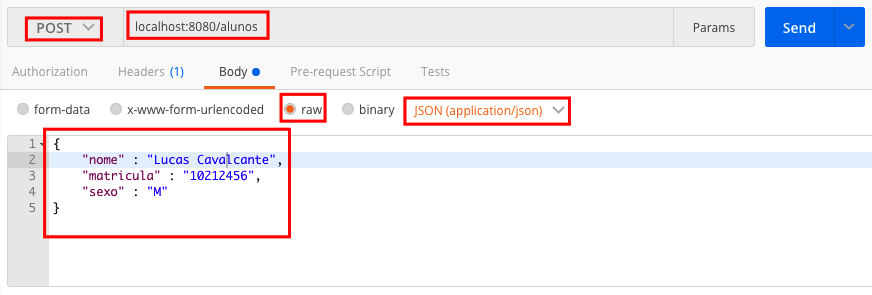 POST localhost:8080/alunos Params Send
Authorization Headers (1) Body Pre-request Script Tests
form-data x-www-form-urlencoded raw binary JSON (application/json)
1 {
2 "nome" : "Lucas Cavalcante",
3 "matricula" : "10212456",
4 "sexo" : "M"
5 }